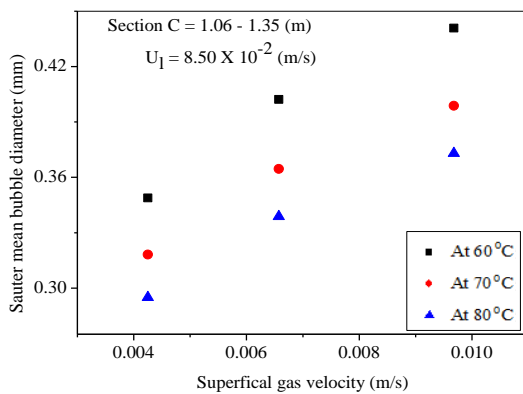 Section C = 1.06 - 1.35 (m)
U_l = 8.50 X 10^-2 (m/s)
Sauter mean bubble diameter (mm)
0.42
0.36
0.30
At 60°C
At 70°C
At 80°C
0.004 0.006 0.008 0.010
Superfical gas velocity (m/s)